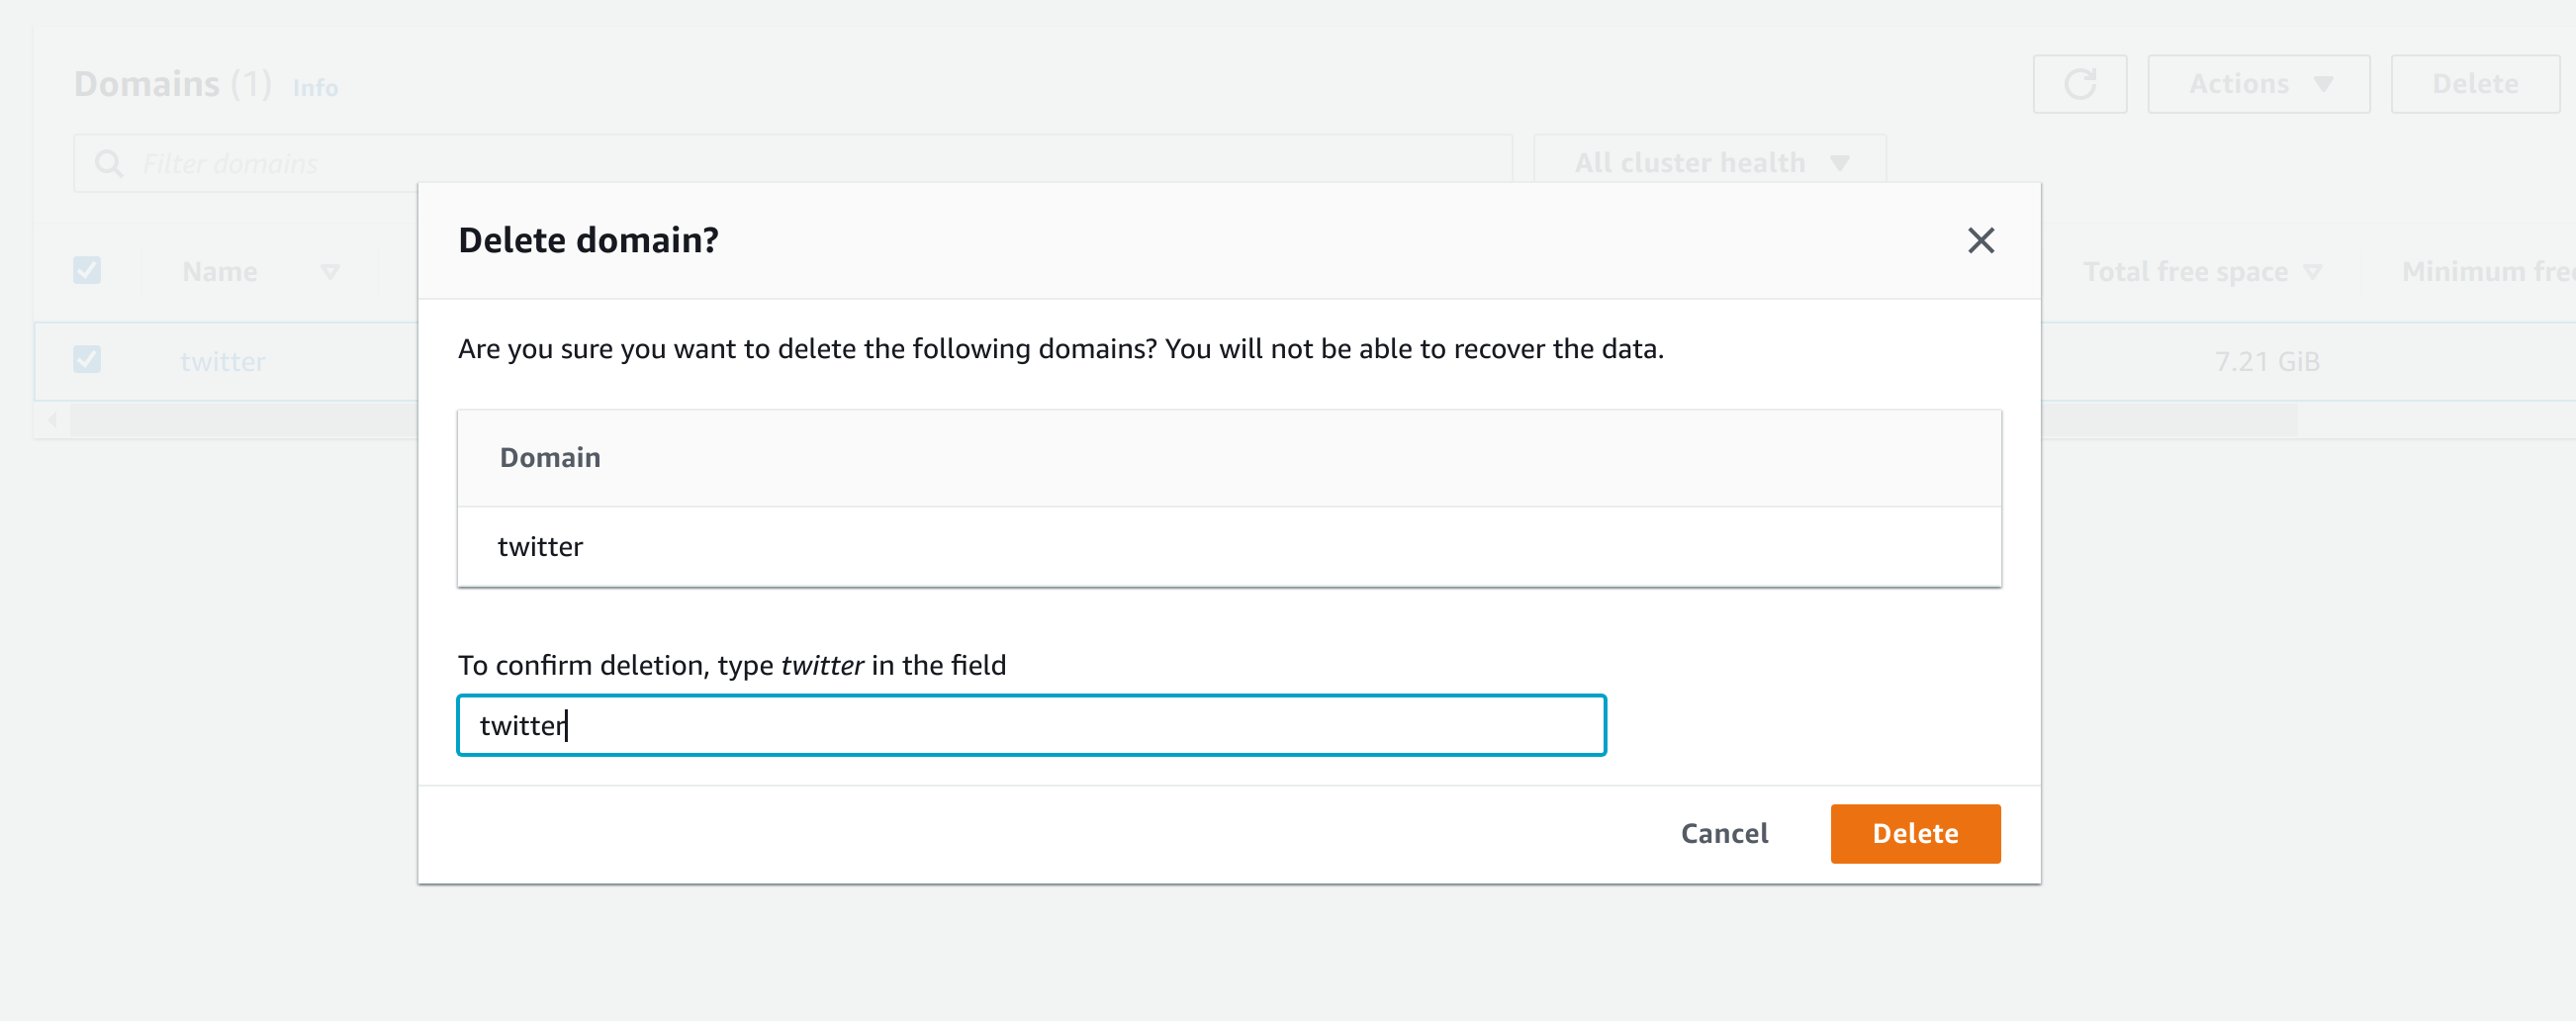 Domains (1) Info
Actions
Delete
Filter domains
All cluster health
Delete domain?
Name
Total free space
Minimum free
Are you sure you want to delete the following domains? You will not be able to recover the data.
twitter
7.21 GiB
Domain
twitter
To confirm deletion, type twitter in the field
twitter
Cancel
Delete